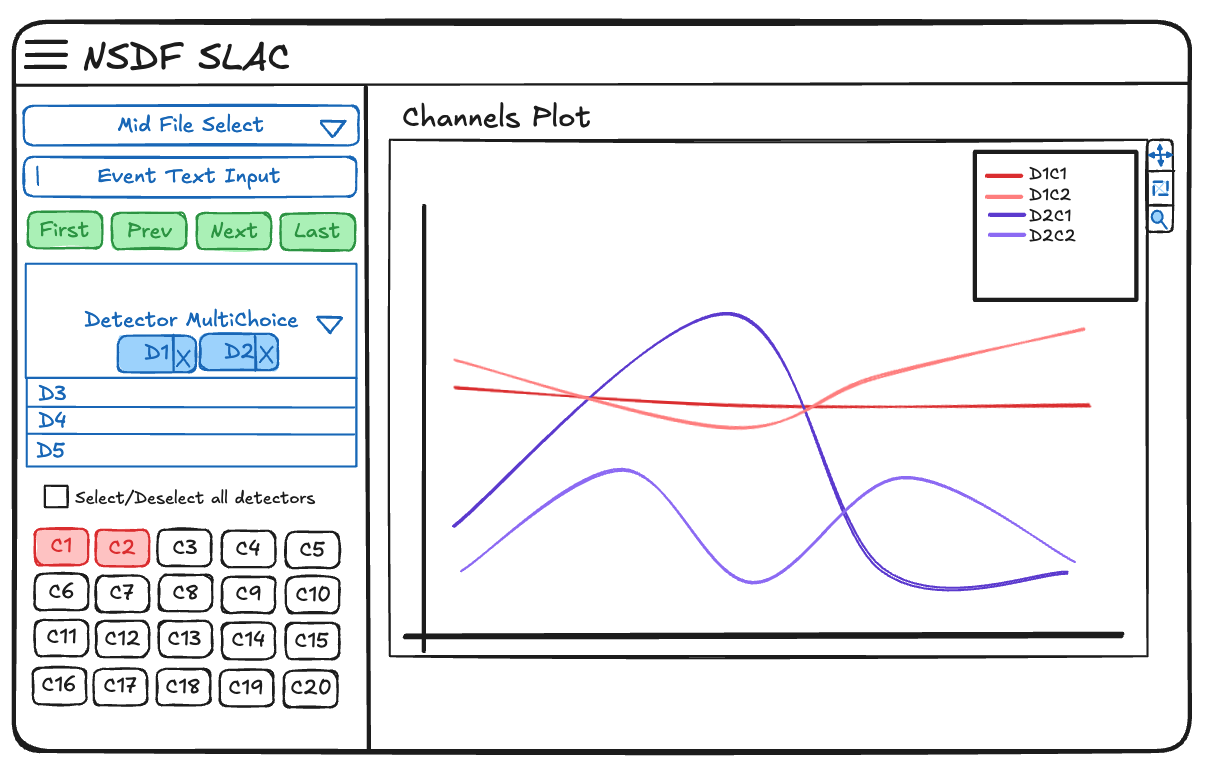 NSDF SLAC
Mid File Select
Event Text Input
First Prev Next Last
Detector MultiChoice
D1 X D2 X
D3
D4
D5
Select/Deselect all detectors
C1 C2 C3 C4 C5
C6 C7 C8 C9 C10
C11 C12 C13 C14 C15
C16 C17 C18 C19 C20
Channels Plot
D1C1
D1C2
D2C1
D2C2